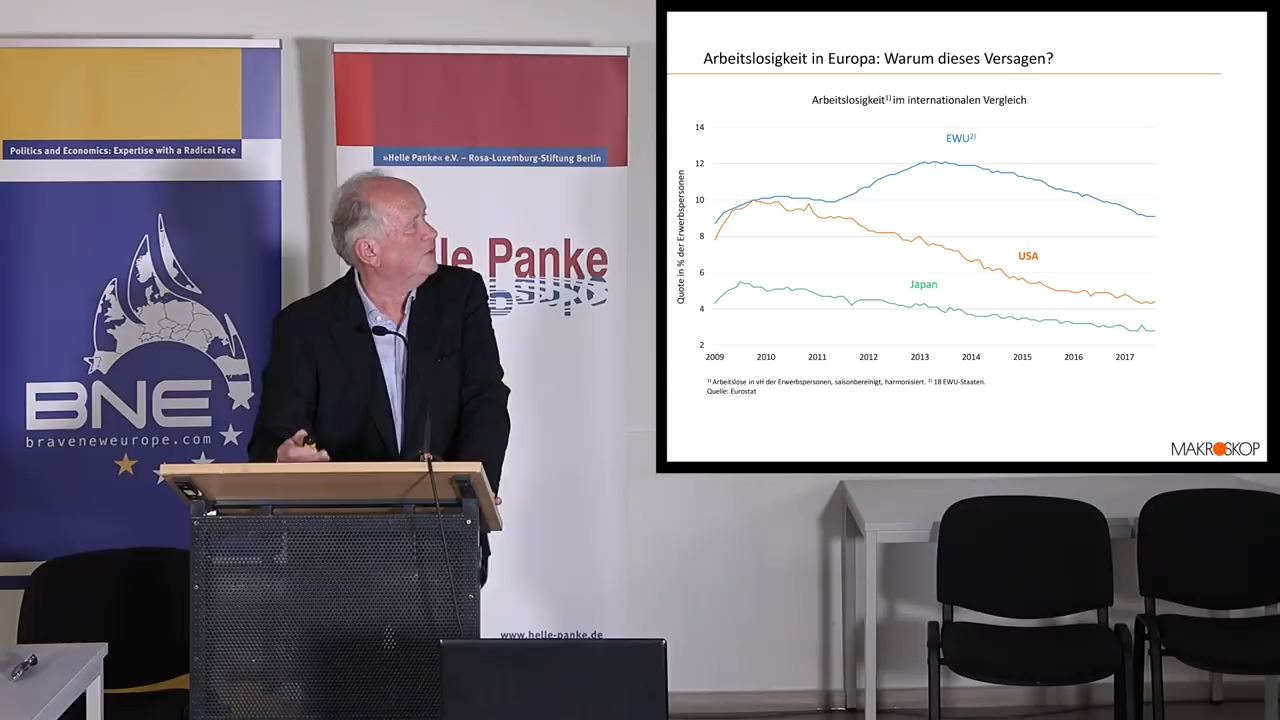 Politics and Economics: Expertise with a Radical Face
BNE
braveneweurope.com
»Helle Panke« e.V. – Rosa-Luxemburg-Stiftung Berlin
lle Panke
www.helle-panke.de
Arbeitslosigkeit in Europa: Warum dieses Versagen?
Arbeitslosigkeit¹⁾ im internationalen Vergleich
Quote in % der Erwerbspersonen
14
12
10
8
6
4
2
EWU²⁾
USA
Japan
2009 2010 2011 2012 2013 2014 2015 2016 2017
¹⁾ Arbeitslose in vH der Erwerbspersonen, saisonbereinigt, harmonisiert. ²⁾ 18 EWU-Staaten.
Quelle: Eurostat
MAKROSKOP